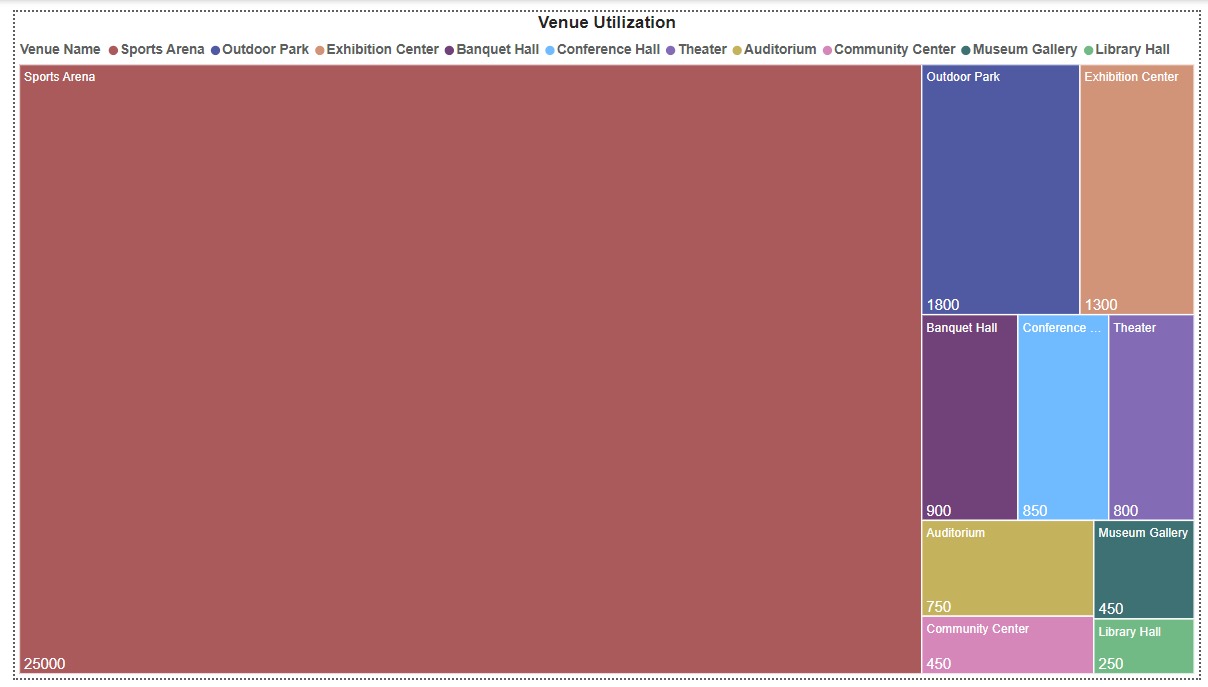 Venue Utilization
Venue Name Sports Arena Outdoor Park Exhibition Center Banquet Hall Conference Hall Theater Auditorium Community Center Museum Gallery Library Hall
Sports Arena
25000
Outdoor Park
1800
Exhibition Center
1300
Banquet Hall
900
Conference ...
850
Theater
800
Auditorium
750
Museum Gallery
450
Community Center
450
Library Hall
250